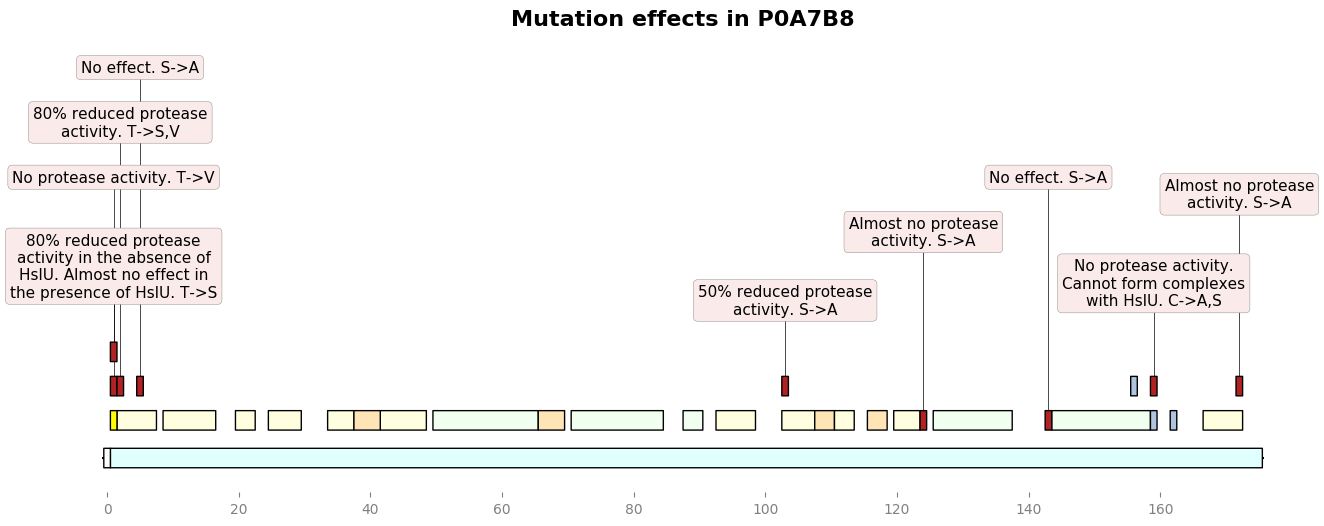 Mutation effects in P0A7B8
No effect. S->A
80% reduced protease
activity. T->S,V
No protease activity. T->V
80% reduced protease
activity in the absence of
HslU. Almost no effect in
the presence of HslU. T->S
50% reduced protease
activity. S->A
Almost no protease
activity. S->A
No effect. S->A
No protease activity.
Cannot form complexes
with HslU. C->A,S
Almost no protease
activity. S->A
0 20 40 60 80 100 120 140 160